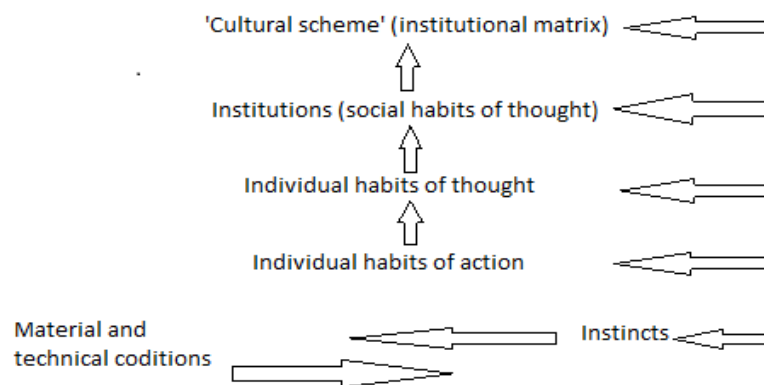 'Cultural scheme' (institutional matrix)
Institutions (social habits of thought)
Individual habits of thought
Individual habits of action
Material and
technical coditions
Instincts